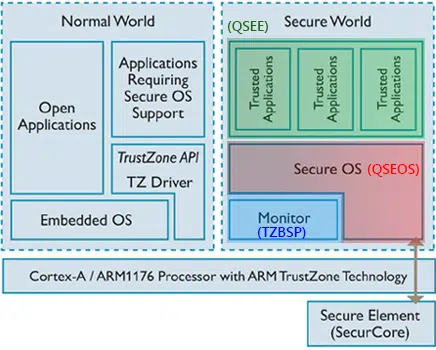 Normal World
Open
Applications
Applications
Requiring
Secure OS
Support
TrustZone API
TZ Driver
Embedded OS
Secure World
(QSEE)
Trusted
Applications
Trusted
Applications
Trusted
Applications
Secure OS (QSEOS)
Monitor
(TZBSP)
Cortex-A / ARM1176 Processor with ARM TrustZone Technology
Secure Element
(SecurCore)